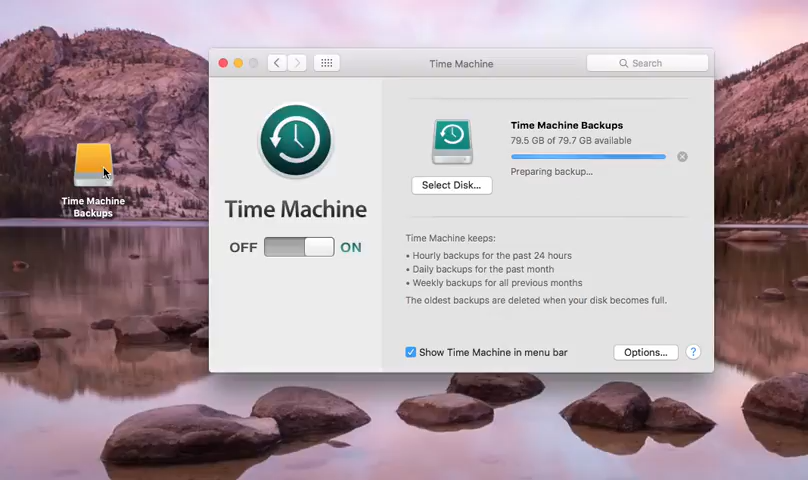 Time Machine
Search
Time Machine Backups
79.5 GB of 79.7 GB available
Preparing backup...
Select Disk...
Time Machine
OFF
ON
Time Machine keeps:
• Hourly backups for the past 24 hours
• Daily backups for the past month
• Weekly backups for all previous months
The oldest backups are deleted when your disk becomes full.
Show Time Machine in menu bar
Options...
?
Time Machine
Backups